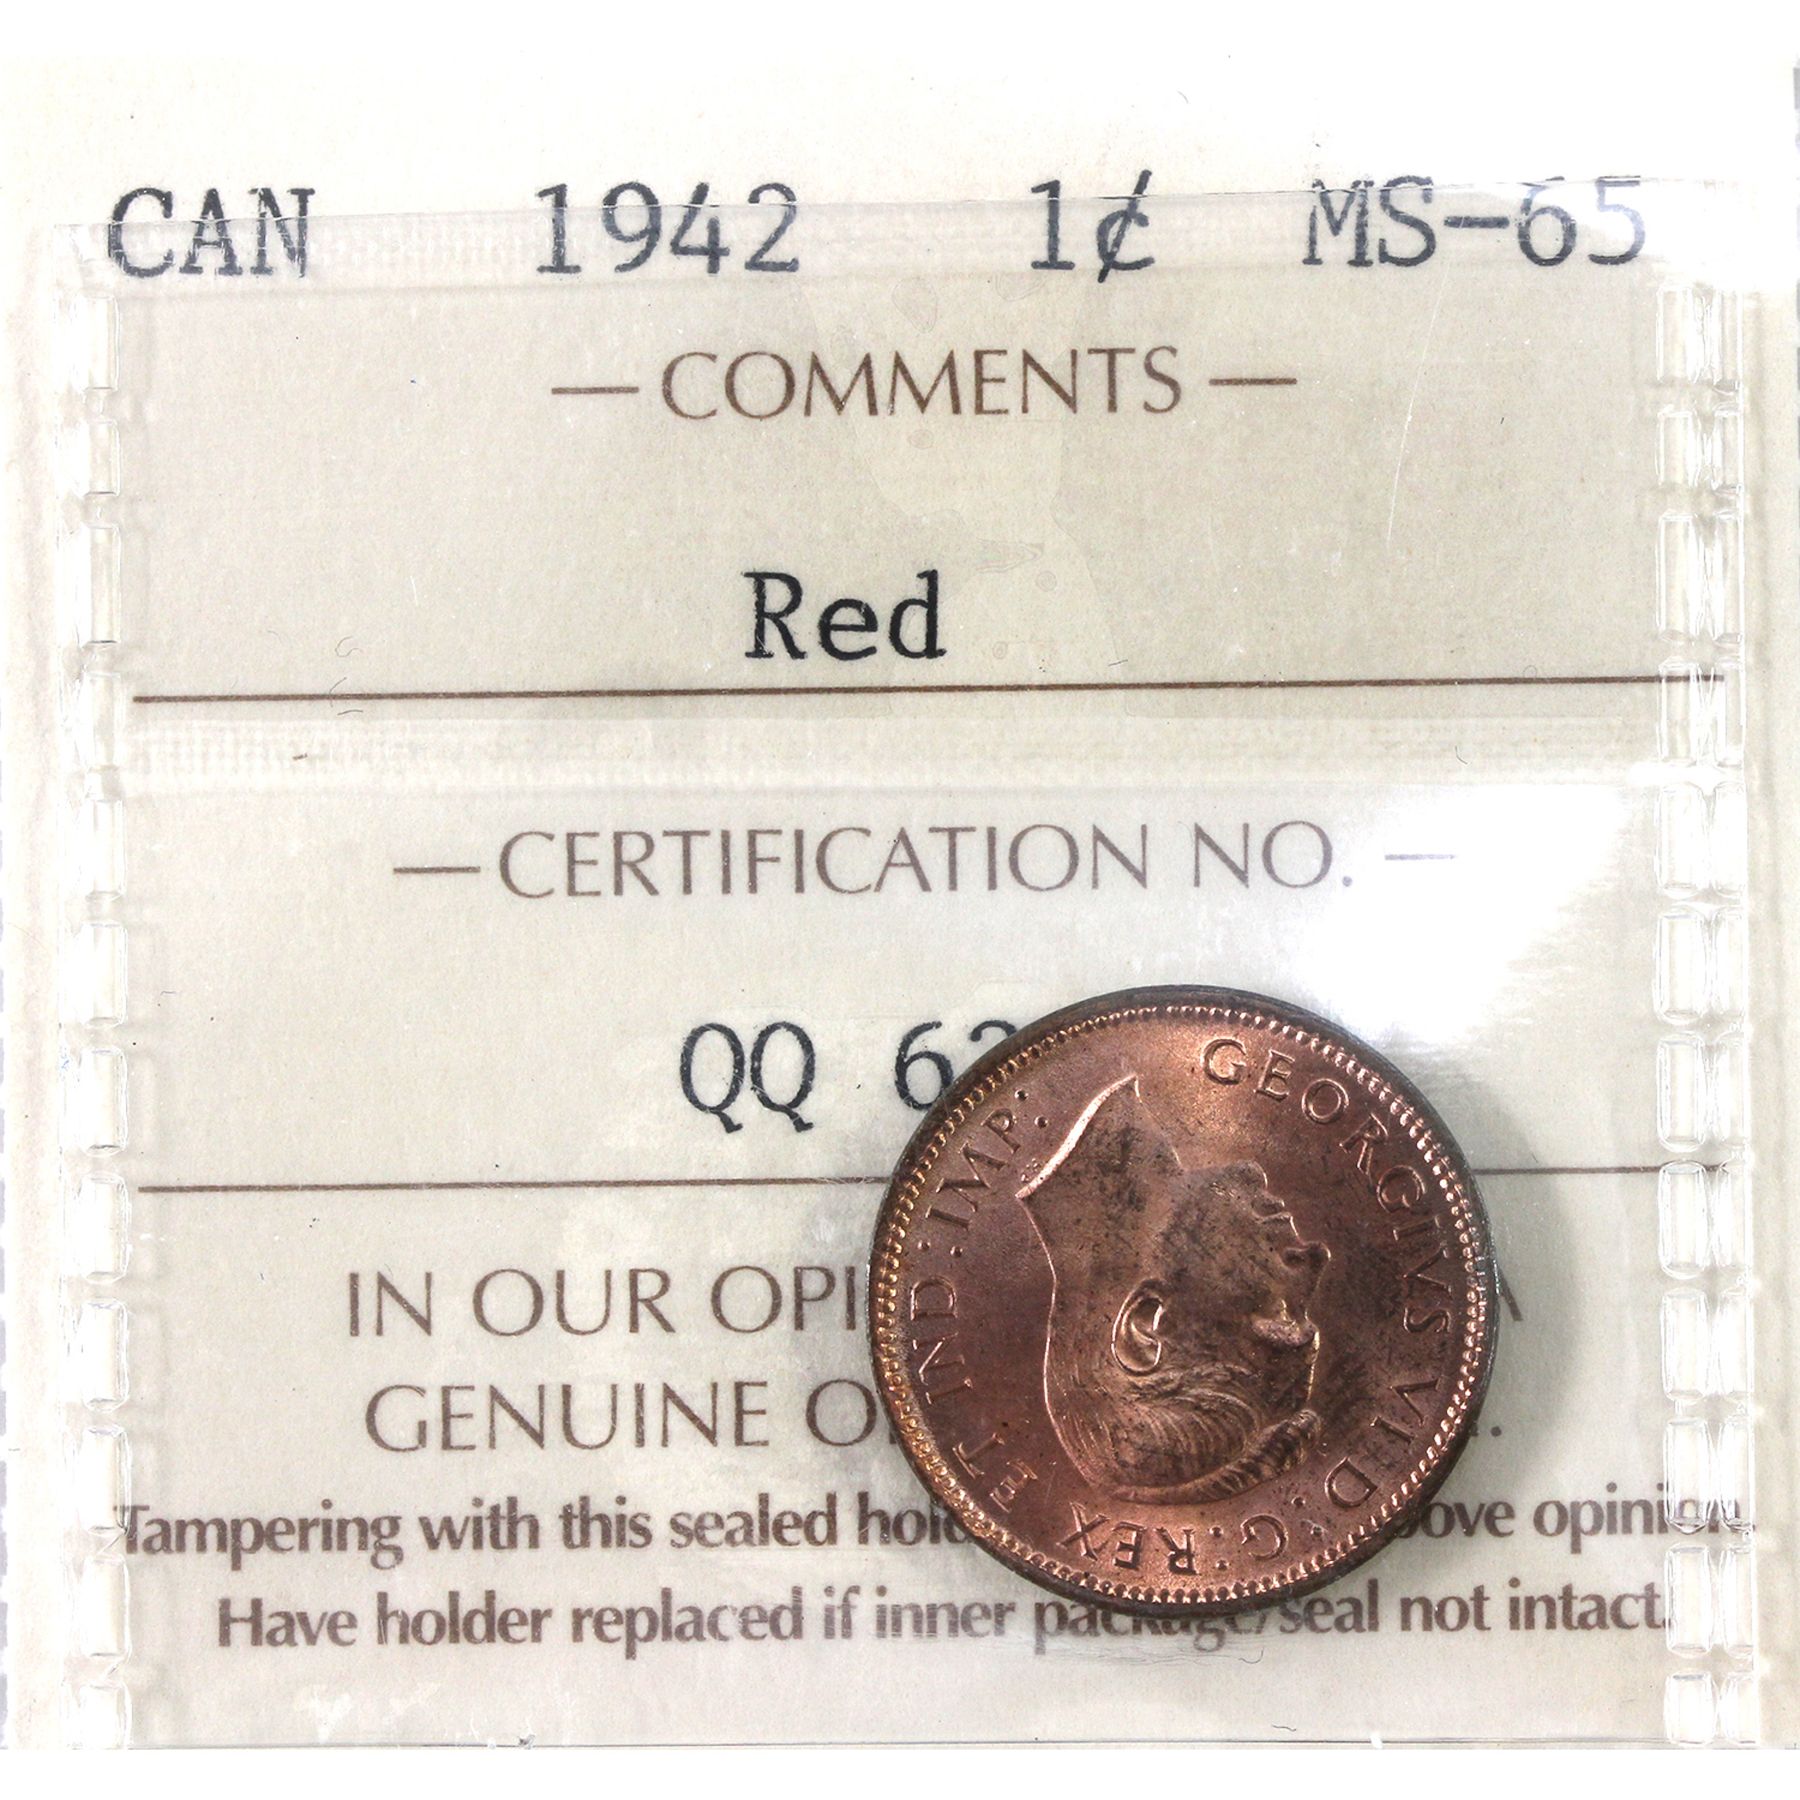 CAN 1942 1¢ MS-65
— COMMENTS —
Red
— CERTIFICATION NO. —
QQ 6
IN OUR OPI
GENUINE O
Tampering with this sealed hol ove opinion.
Have holder replaced if inner package/seal not intact.
GEORGIVS VI D:G:REX ET IND:IMP: